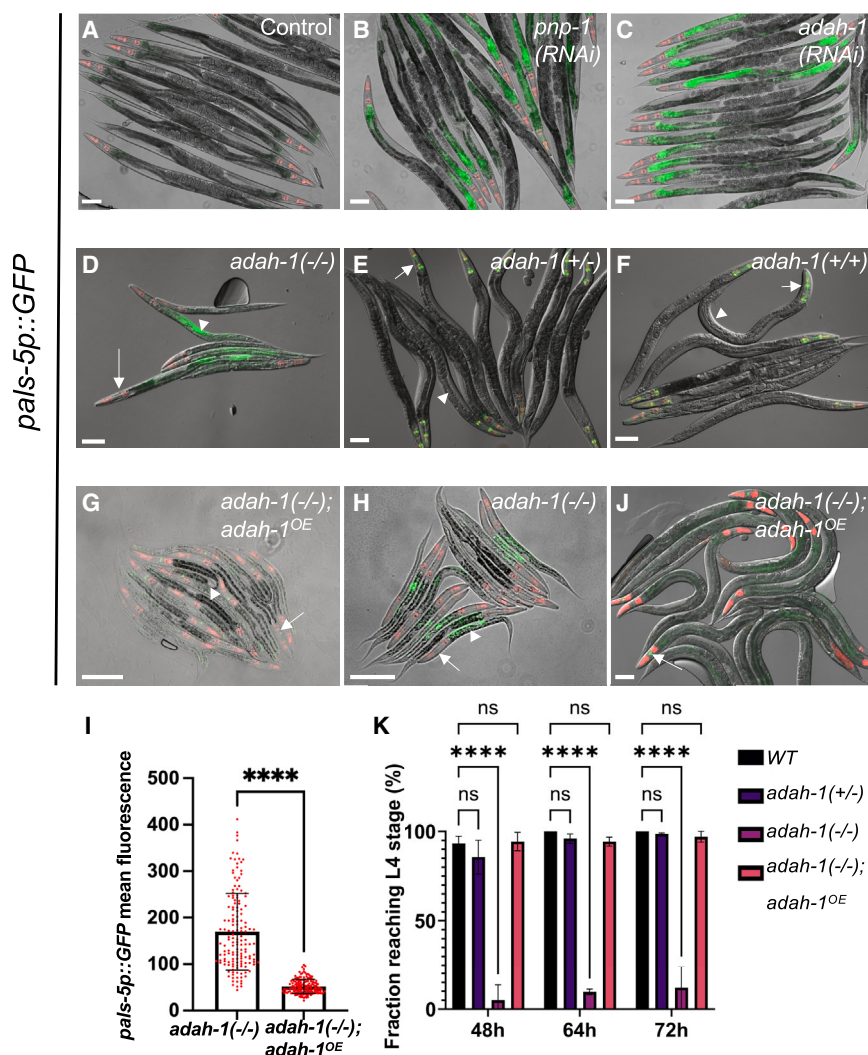 pals-5p::GFP
A
Control
B
pnp-1
(RNAi)
C
adah-1
(RNAi)
D
adah-1(-/-)
E
adah-1(+/-)
F
adah-1(+/+)
G
adah-1(-/-);
adah-1OE
H
adah-1(-/-)
J
adah-1(-/-);
adah-1OE
I
pals-5p::GFP mean fluorescence
500
400
300
200
100
0
****
adah-1(-/-)
adah-1(-/-);
adah-1OE
K
Fraction reaching L4 stage (%)
100
50
0
ns
****
ns
ns
****
ns
ns
****
ns
48h
64h
72h
WT
adah-1(+/-)
adah-1(-/-)
adah-1(-/-);
adah-1OE